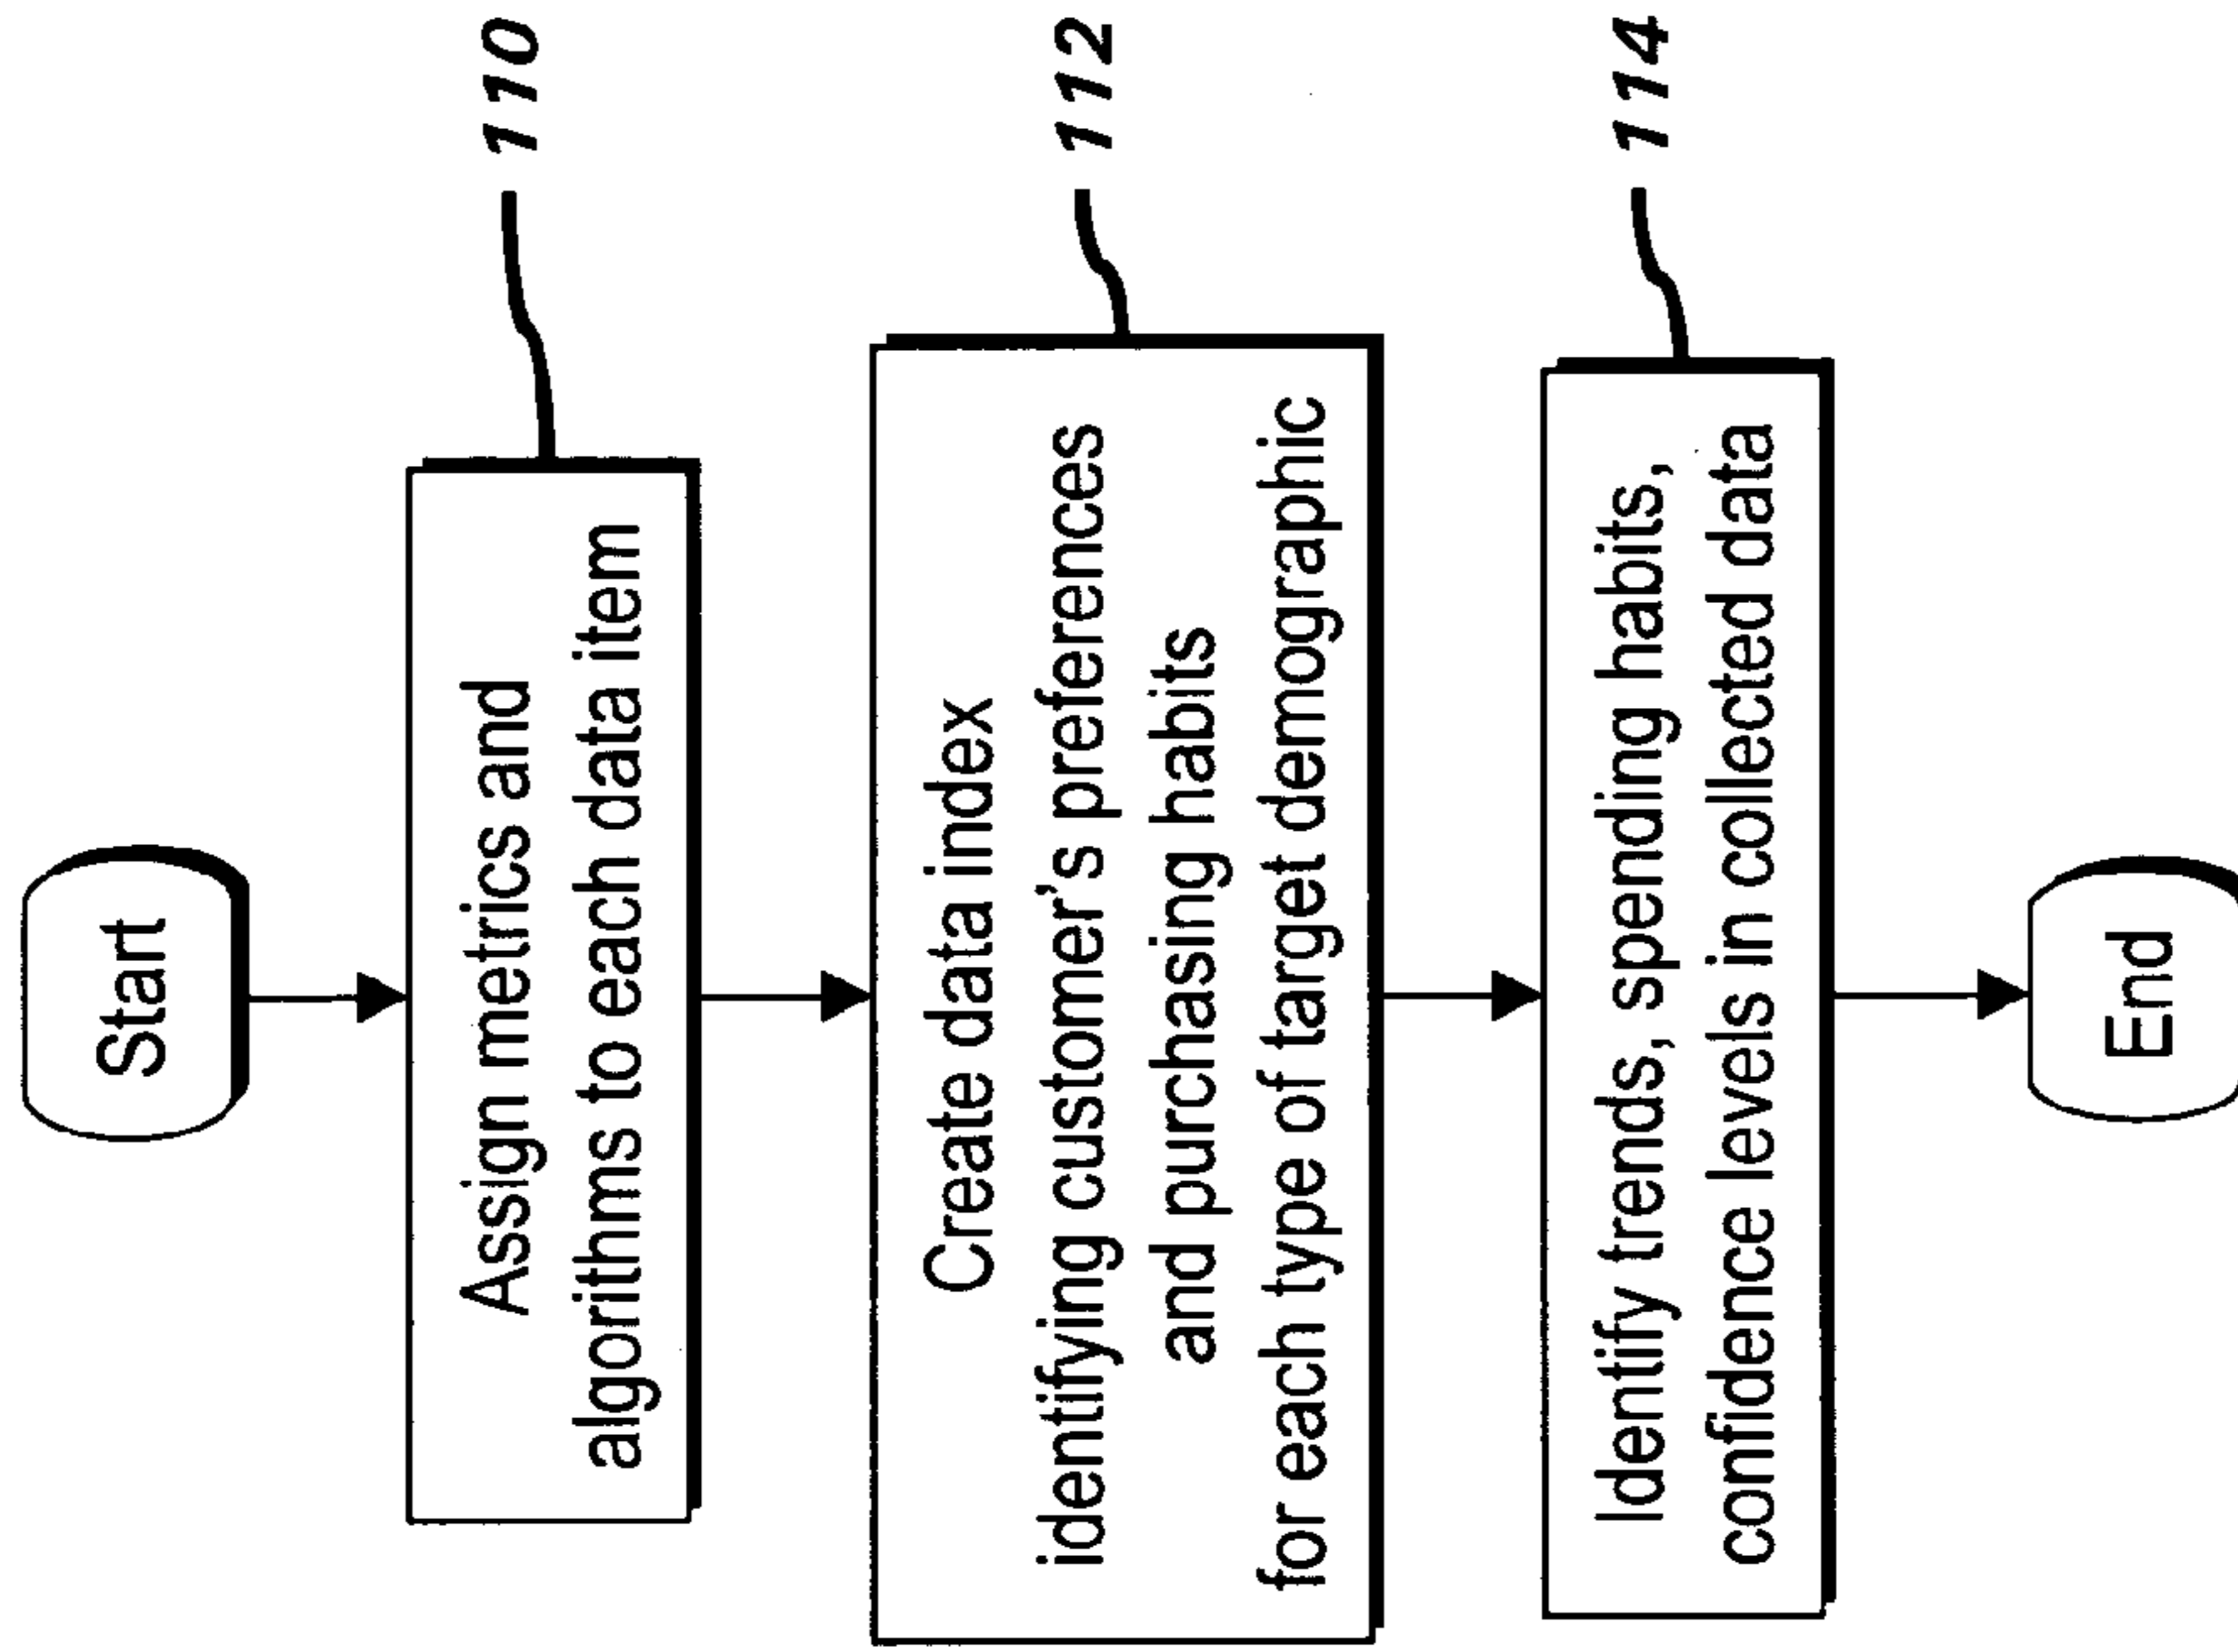 Start
Assign metrics and
algorithms to each data item
110
Create data index
identifying customer's preferences
and purchasing habits
for each type of target demographic
112
Identify trends, spending habits,
confidence levels in collected data
114
End